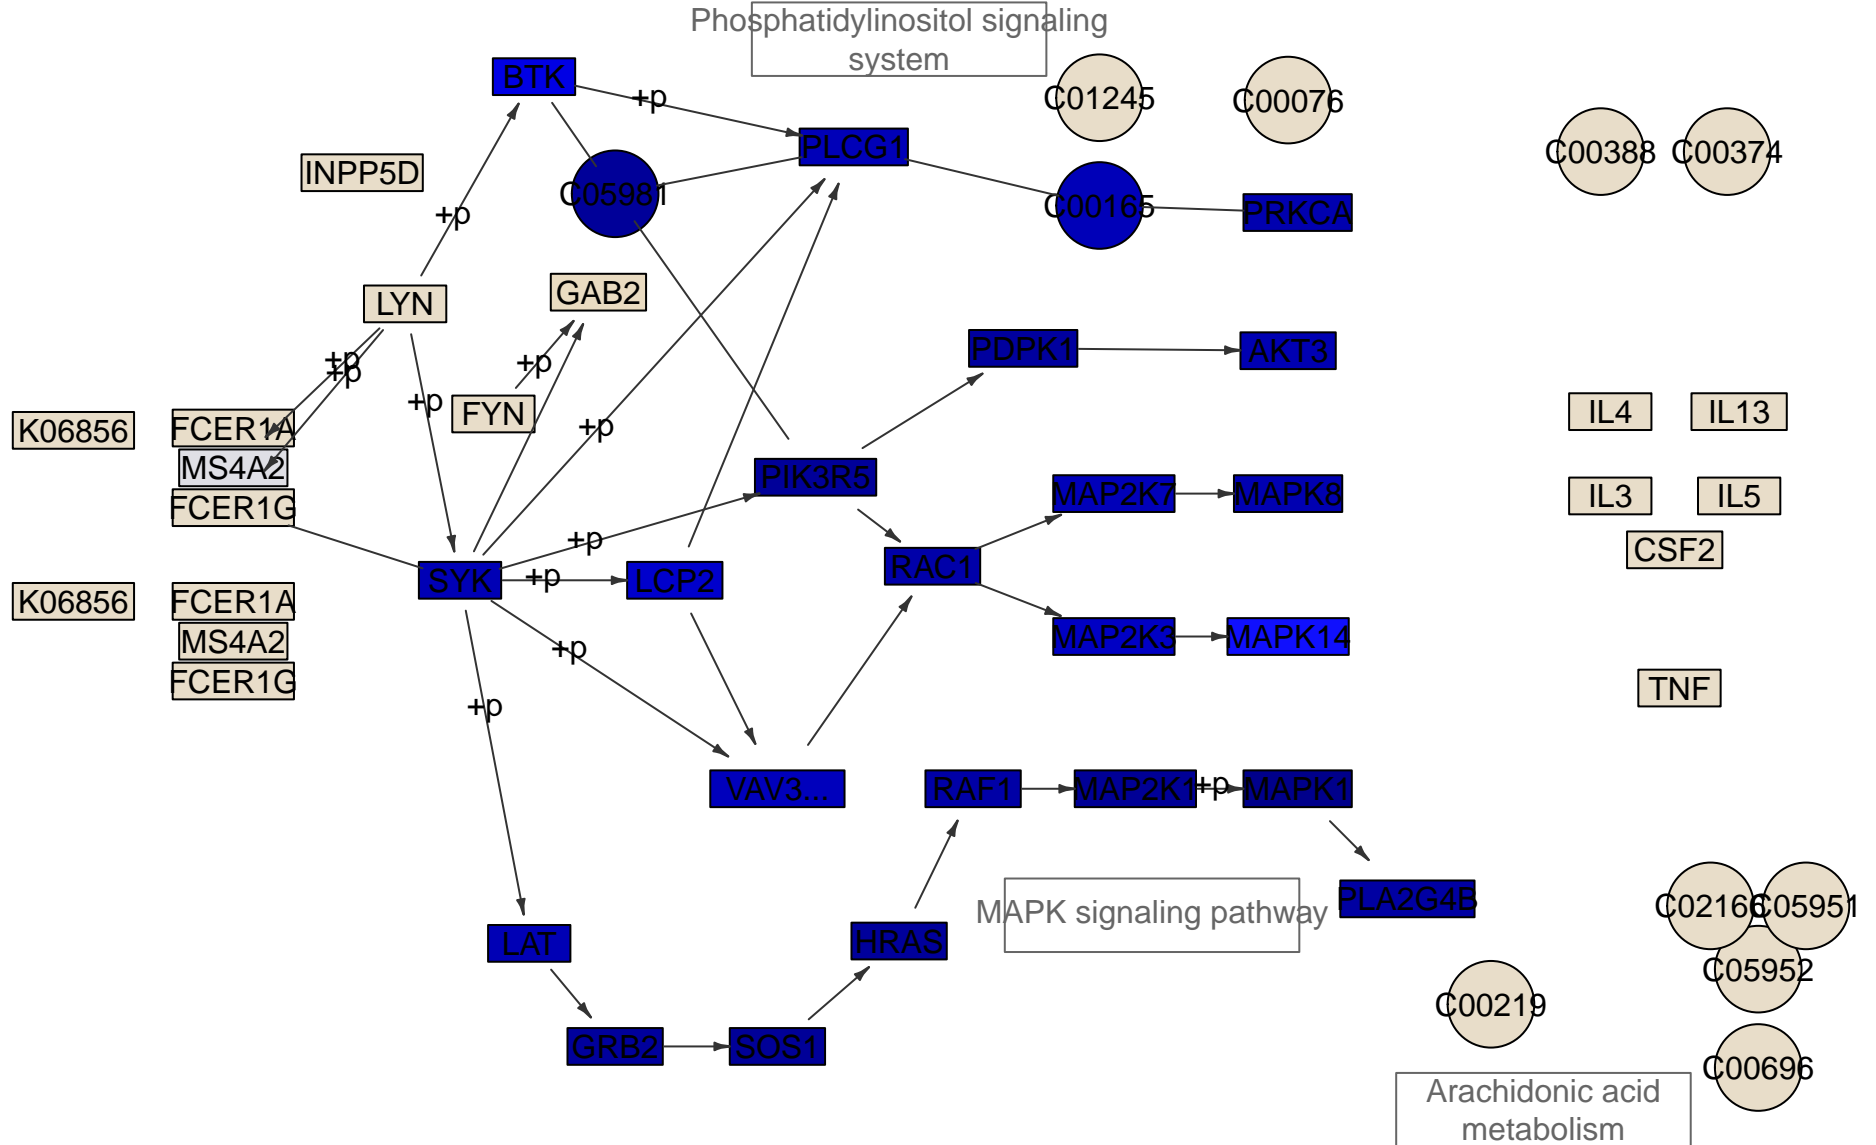 Phosphatidylinositol signaling
system
BTK
+p
C01245
C00076
PLCG1
C00388
C00374
INPP5D
C05981
+p
C00165
PRKCA
LYN
GAB2
+p
+p
+p
PDPK1
AKT3
K06856
FCER1A
+p
FYN
+p
IL4
IL13
MS4A2
FCER1G
PIK3R5
MAP2K7
MAPK8
IL3
IL5
+p
CSF2
SYK
+p
LCP2
RAC1
K06856
FCER1A
MS4A2
FCER1G
+p
MAP2K3
MAPK14
TNF
+p
VAV3...
RAF1
MAP2K1
+p
MAPK1
PLA2G4B
MAPK signaling pathway
C02166
C05951
LAT
HRAS
C05952
C00219
GRB2
SOS1
C00696
Arachidonic acid
metabolism